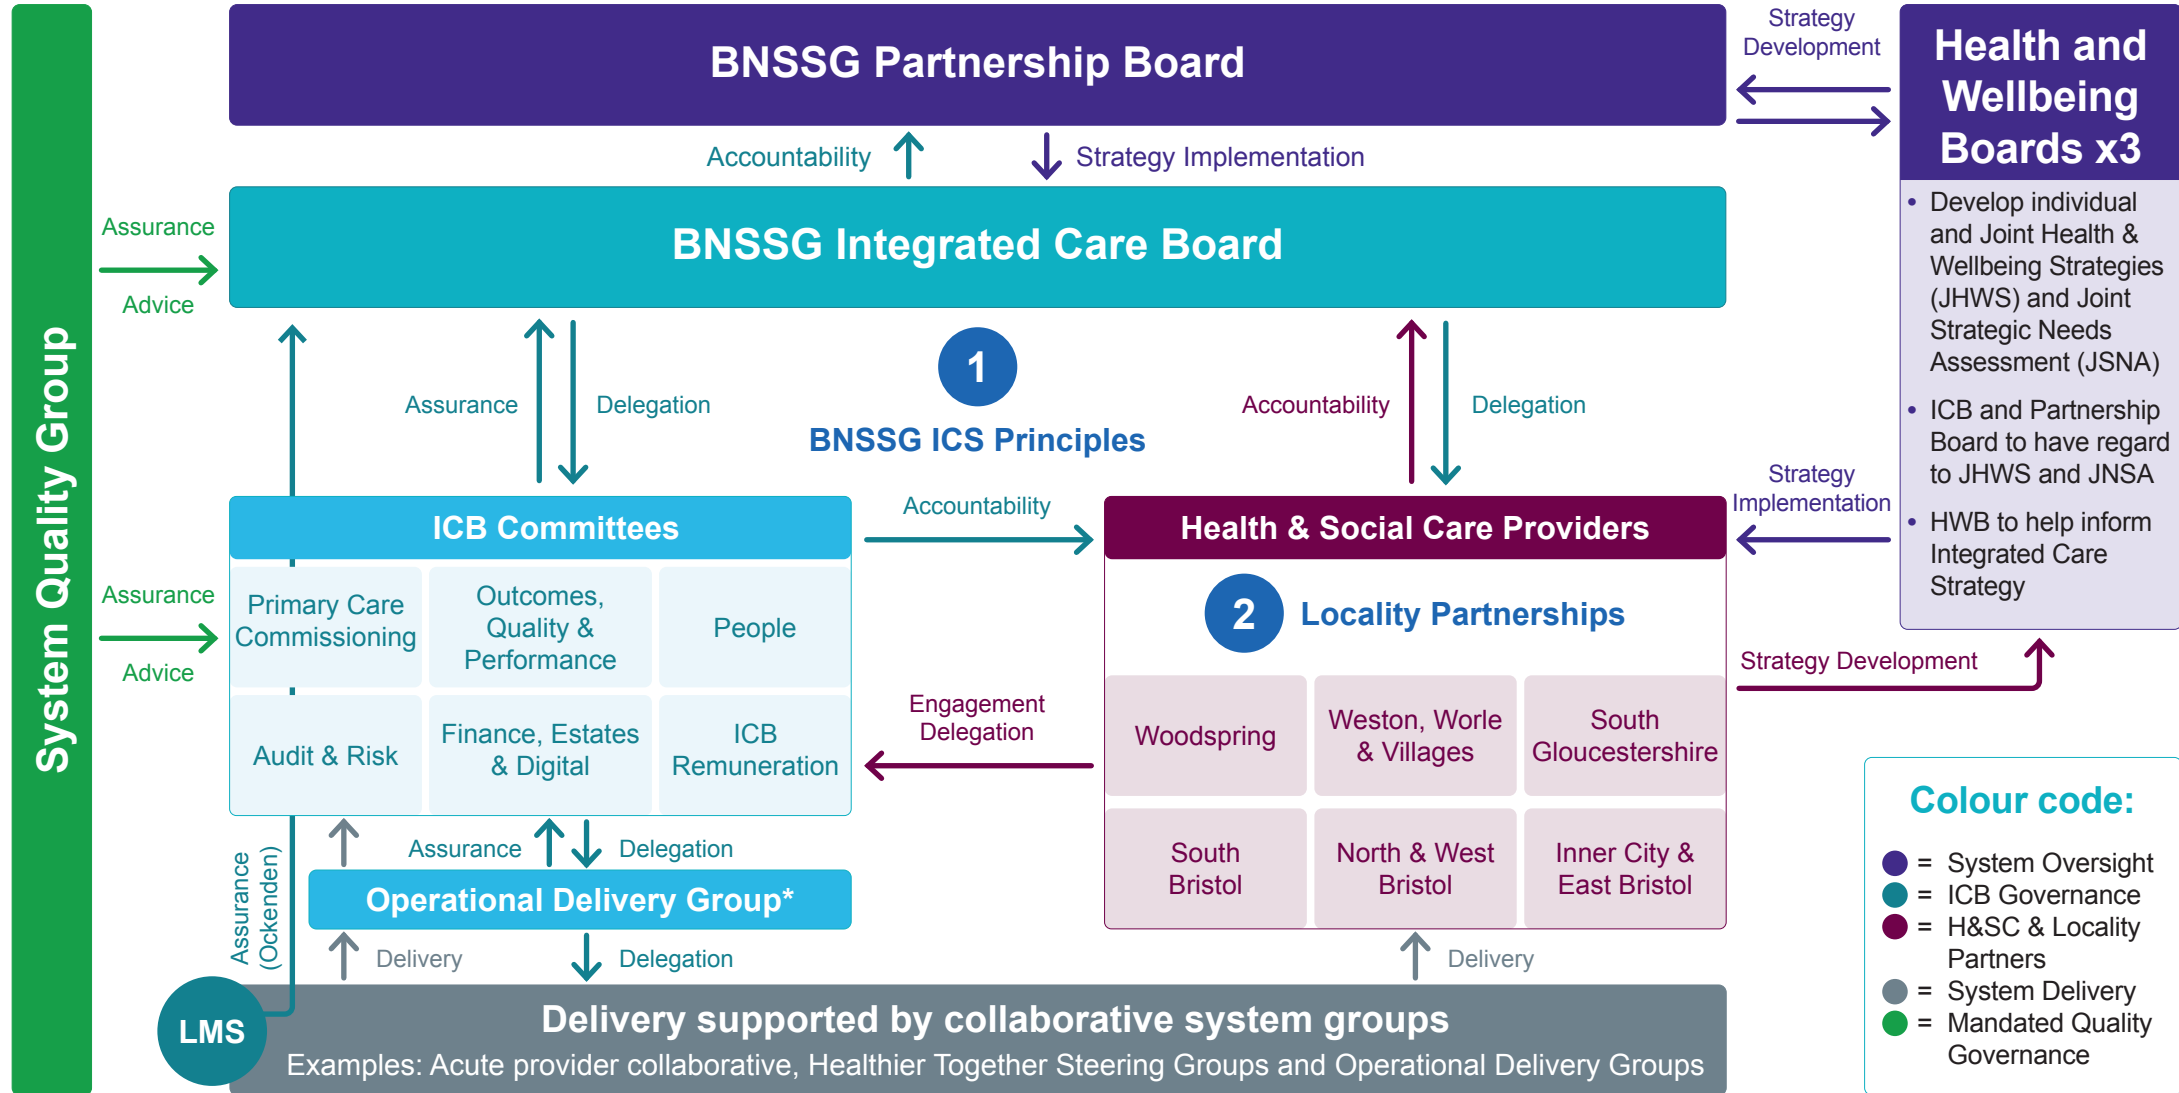 BNSSG Partnership Board
Strategy
Development
Health and
Wellbeing
Boards x3
Accountability
Strategy Implementation
• Develop individual
and Joint Health &
Wellbeing Strategies
(JHWS) and Joint
Strategic Needs
Assessment (JSNA)
• ICB and Partnership
Board to have regard
to JHWS and JNSA
• HWB to help inform
Integrated Care
Strategy
System Quality Group
Assurance
Advice
BNSSG Integrated Care Board
Assurance
Delegation
1
BNSSG ICS Principles
Accountability
Delegation
Strategy
Implementation
ICB Committees
Accountability
Health & Social Care Providers
Assurance
Advice
Primary Care
Commissioning
Outcomes,
Quality &
Performance
People
Audit & Risk
Finance, Estates
& Digital
ICB
Remuneration
Engagement
Delegation
2
Locality Partnerships
Strategy Development
Woodspring
Weston, Worle
& Villages
South
Gloucestershire
South
Bristol
North & West
Bristol
Inner City &
East Bristol
Assurance
Delegation
Operational Delivery Group*
Assurance
(Ockenden)
Delivery
Delegation
Delivery
LMS
Delivery supported by collaborative system groups
Examples: Acute provider collaborative, Healthier Together Steering Groups and Operational Delivery Groups
Colour code:
= System Oversight
= ICB Governance
= H&SC & Locality
Partners
= System Delivery
= Mandated Quality
Governance